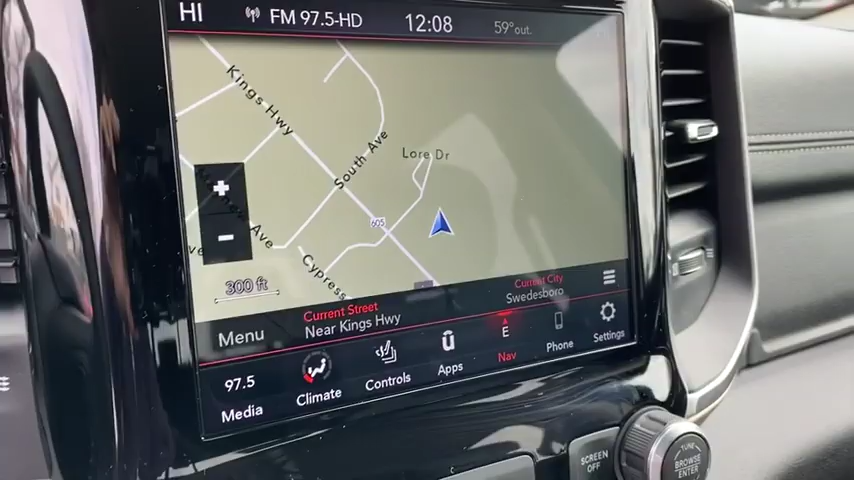 HI
FM 97.5-HD
12:08
59°out.
Kings Hwy
South Ave
Lore Dr
605
+
Ave
-
ve
Cypress
300 ft
Current Street
Near Kings Hwy
Current City
Swedesboro
Menu
97.5
Media
Climate
Controls
Ū
Apps
E
Nav
Phone
Settings
SCREEN
OFF
TUNE
BROWSE
ENTER